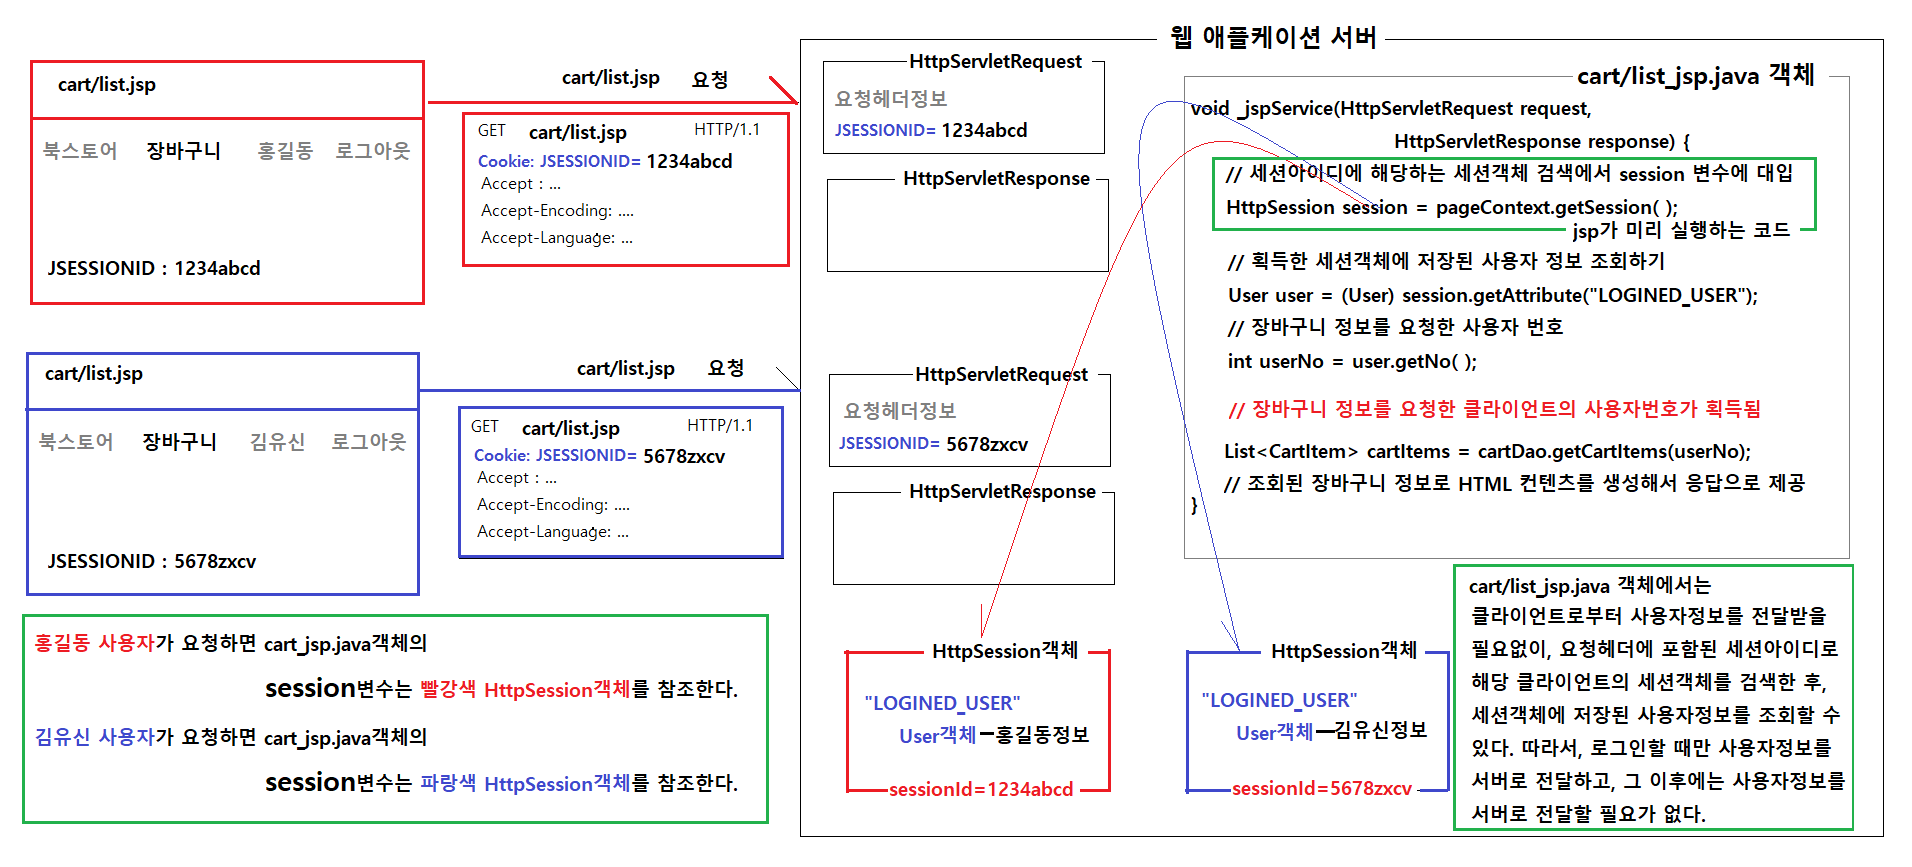 웹 애플케이션 서버
cart/list.jsp
북스토어 장바구니 홍길동 로그아웃
JSESSIONID : 1234abcd
cart/list.jsp 요청
GET cart/list.jsp HTTP/1.1
Cookie: JSESSIONID= 1234abcd
Accept : ...
Accept-Encoding: ....
Accept-Language: ...
cart/list.jsp
북스토어 장바구니 김유신 로그아웃
JSESSIONID : 5678zxcv
cart/list.jsp 요청
GET cart/list.jsp HTTP/1.1
Cookie: JSESSIONID= 5678zxcv
Accept : ...
Accept-Encoding: ....
Accept-Language: ...
홍길동 사용자가 요청하면 cart_jsp.java객체의
session변수는 빨강색 HttpSession객체를 참조한다.
김유신 사용자가 요청하면 cart_jsp.java객체의
session변수는 파랑색 HttpSession객체를 참조한다.
HttpServletRequest
요청헤더정보
JSESSIONID= 1234abcd
HttpServletResponse
HttpServletRequest
요청헤더정보
JSESSIONID= 5678zxcv
HttpServletResponse
HttpSession객체
"LOGINED_USER"
User객체 ─홍길동정보
sessionId=1234abcd
HttpSession객체
"LOGINED_USER"
User객체 ─김유신정보
sessionId=5678zxcv
cart/list_jsp.java 객체
void _jspService(HttpServletRequest request,
HttpServletResponse response) {
// 세션아이디에 해당하는 세션객체 검색에서 session 변수에 대입
HttpSession session = pageContext.getSession( );
jsp가 미리 실행하는 코드
// 획득한 세션객체에 저장된 사용자 정보 조회하기
User user = (User) session.getAttribute("LOGINED_USER");
// 장바구니 정보를 요청한 사용자 번호
int userNo = user.getNo( );
// 장바구니 정보를 요청한 클라이언트의 사용자번호가 획득됨
List<CartItem> cartItems = cartDao.getCartItems(userNo);
// 조회된 장바구니 정보로 HTML 컨텐츠를 생성해서 응답으로 제공
}
cart/list_jsp.java 객체에서는
클라이언트로부터 사용자정보를 전달받을
필요없이, 요청헤더에 포함된 세션아이디로
해당 클라이언트의 세션객체를 검색한 후,
세션객체에 저장된 사용자정보를 조회할 수
있다. 따라서, 로그인할 때만 사용자정보를
서버로 전달하고, 그 이후에는 사용자정보를
서버로 전달할 필요가 없다.